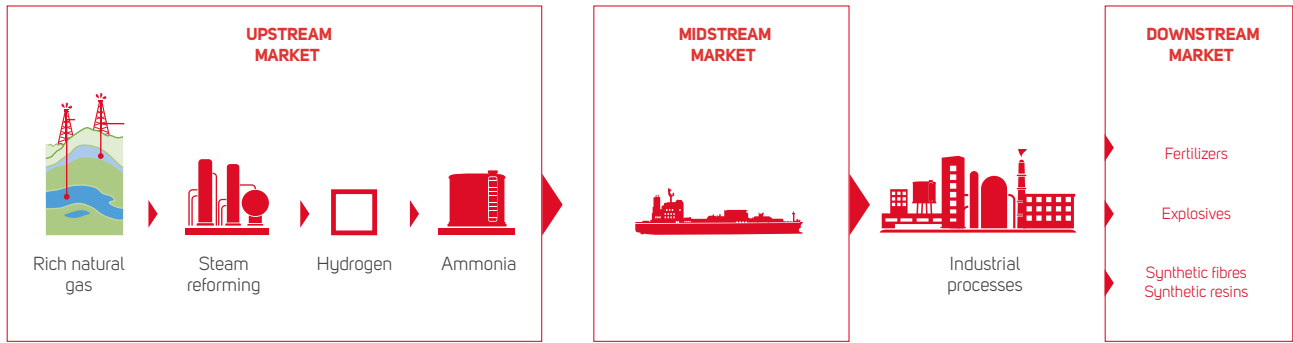 UPSTREAM
MARKET
Rich natural
gas
Steam
reforming
Hydrogen
Ammonia
MIDSTREAM
MARKET
Industrial
processes
DOWNSTREAM
MARKET
Fertilizers
Explosives
Synthetic fibres
Synthetic resins